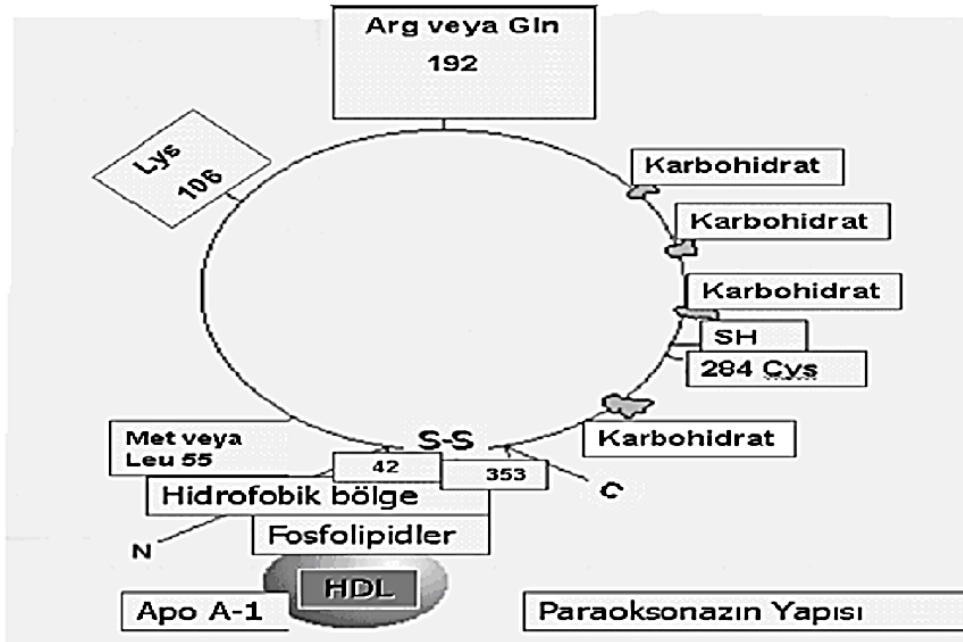 Arg veya Gln
192
Lys
106
Karbohidrat
Karbohidrat
Karbohidrat
SH
284 Cys
Karbohidrat
Met veya
Leu 55
S-S
42
353
Hidrofobik bölge
C
Fosfolipidler
N
HDL
Apo A-1
Paraoksonazın Yapısı